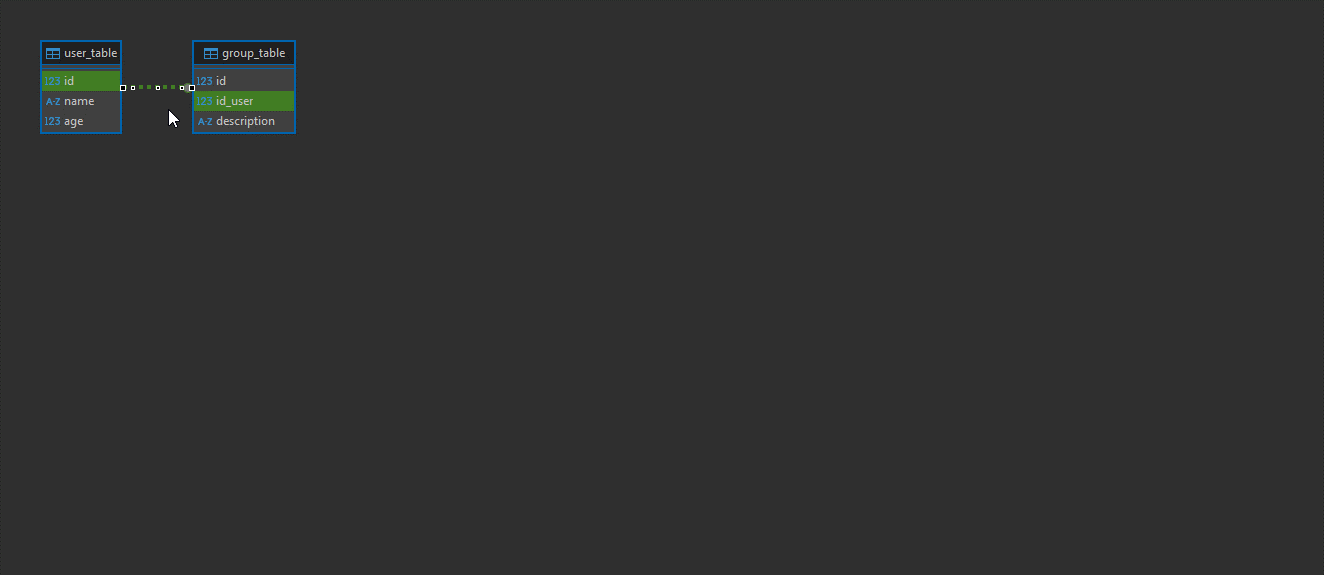 user_table
123 id
A-Z name
123 age
group_table
123 id
123 id_user
A-Z description